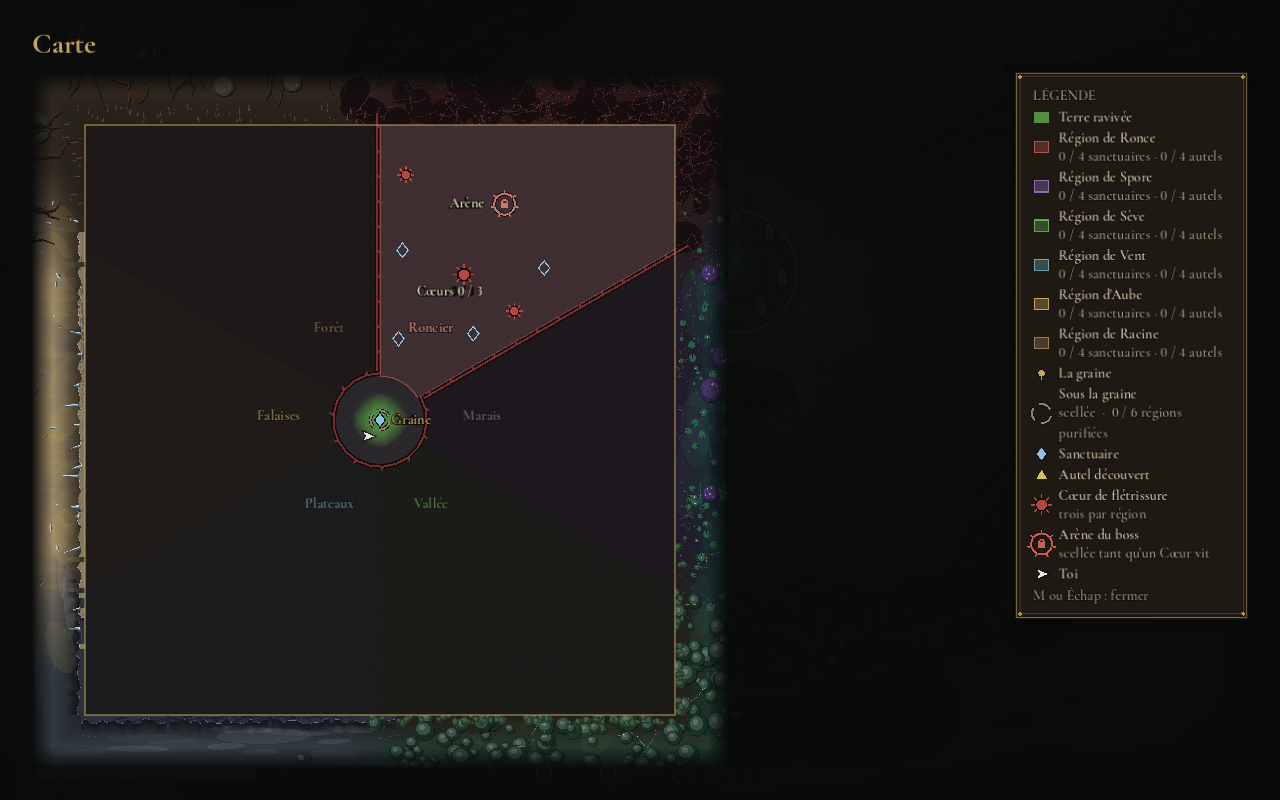 Carte
Arène
Cœurs 0 / 3
Forêt
Roncier
Falaises
Graine
Marais
Plateaux
Vallée
LÉGENDE
Terre ravivée
Région de Ronce
0 / 4 sanctuaires · 0 / 4 autels
Région de Spore
0 / 4 sanctuaires · 0 / 4 autels
Région de Sève
0 / 4 sanctuaires · 0 / 4 autels
Région de Vent
0 / 4 sanctuaires · 0 / 4 autels
Région d'Aube
0 / 4 sanctuaires · 0 / 4 autels
Région de Racine
0 / 4 sanctuaires · 0 / 4 autels
La graine
Sous la graine
scellée · 0 / 6 régions
purifiées
Sanctuaire
Autel découvert
Cœur de flétrissure
trois par région
Arène du boss
scellée tant qu'un Cœur vit
Toi
M ou Échap : fermer